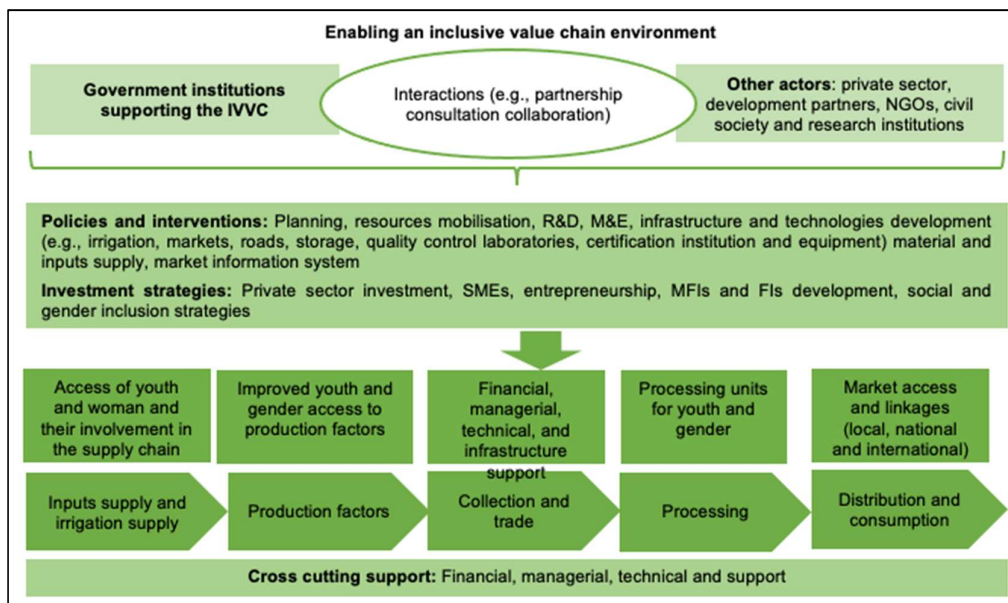 Enabling an inclusive value chain environment
Government institutions
supporting the IVVC
Interactions (e.g., partnership
consultation collaboration)
Other actors: private sector,
development partners, NGOs, civil
society and research institutions
Policies and interventions: Planning, resources mobilisation, R&D, M&E, infrastructure and technologies development
(e.g., irrigation, markets, roads, storage, quality control laboratories, certification institution and equipment) material and
inputs supply, market information system
Investment strategies: Private sector investment, SMEs, entrepreneurship, MFIs and FIs development, social and
gender inclusion strategies
Access of youth
and woman and
their involvement in
the supply chain
Improved youth and
gender access to
production factors
Financial,
managerial,
technical, and
infrastructure
support
Processing units
for youth and
gender
Market access
and linkages
(local, national
and international)
Inputs supply and
irrigation supply
Production factors
Collection and
trade
Processing
Distribution and
consumption
Cross cutting support: Financial, managerial, technical and support